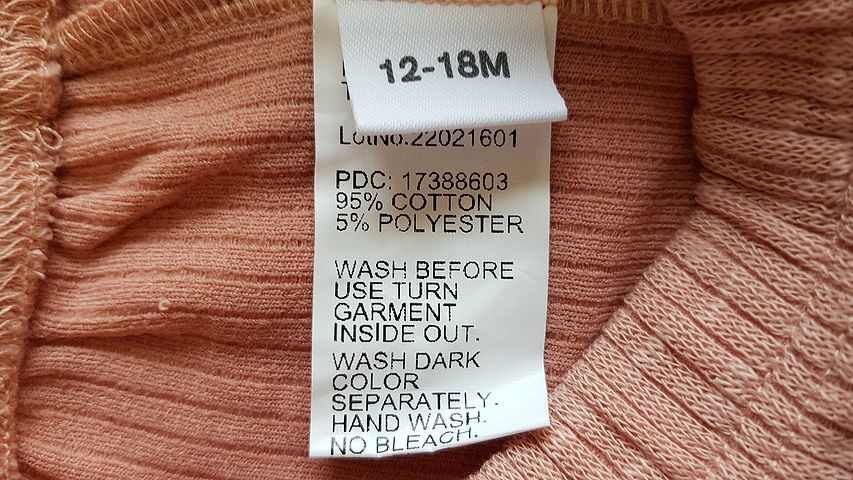 12-18M
LotNo.22021601
PDC: 17388603
95% COTTON
5% POLYESTER
WASH BEFORE
USE TURN
GARMENT
INSIDE OUT.
WASH DARK
COLOR
SEPARATELY.
HAND WASH.
NO BLEACH.